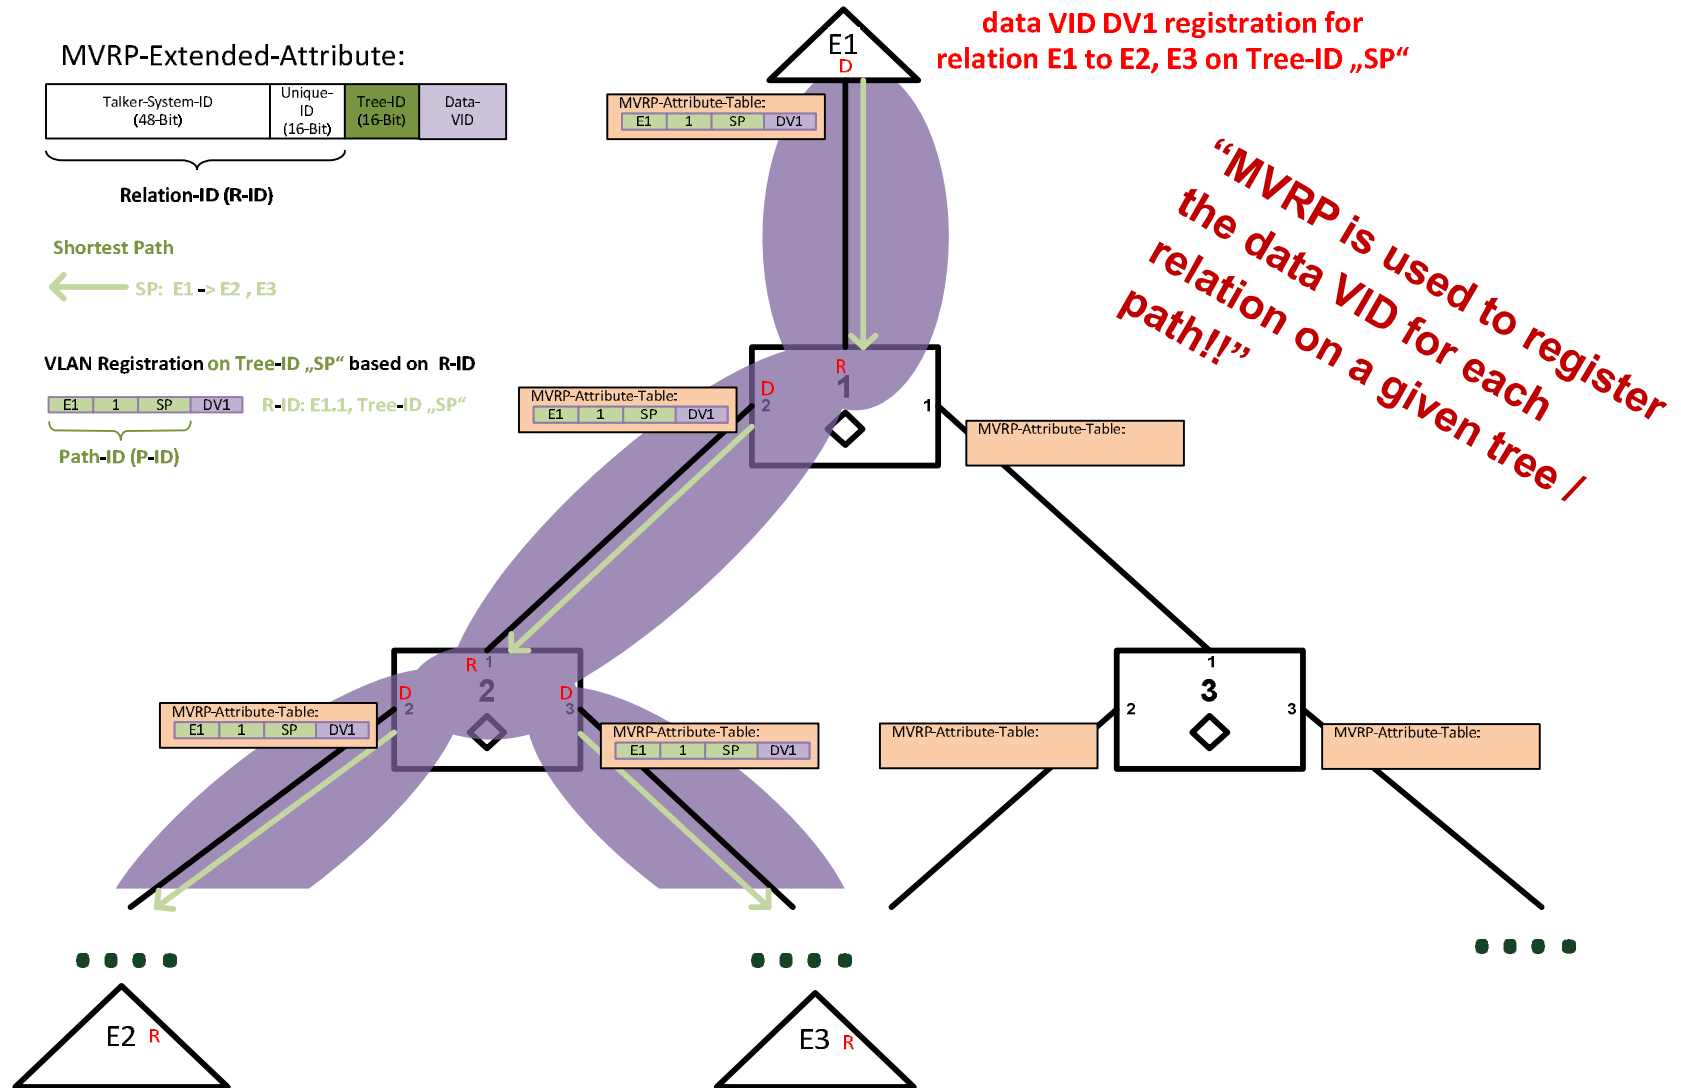 data VID DV1 registration for
relation E1 to E2, E3 on Tree-ID „SP“
MVRP-Extended-Attribute:
Talker-System-ID
(48-Bit)
Unique-
ID
(16-Bit)
Tree-ID
(16-Bit)
Data-
VID
Relation-ID (R-ID)
Shortest Path
SP: E1 -> E2 , E3
VLAN Registration on Tree-ID „SP“ based on R-ID
E1 1 SP DV1
R-ID: E1.1, Tree-ID „SP“
Path-ID (P-ID)
E1
D
MVRP-Attribute-Table:
E1 1 SP DV1
“MVRP is used to register
the data VID for each
relation on a given tree /
path!!”
R
1
D
2
1
MVRP-Attribute-Table:
E1 1 SP DV1
MVRP-Attribute-Table:
R 1
2
D
2
D
3
MVRP-Attribute-Table:
E1 1 SP DV1
MVRP-Attribute-Table:
E1 1 SP DV1
1
3
2
3
MVRP-Attribute-Table:
MVRP-Attribute-Table:
E2 R
E3 R